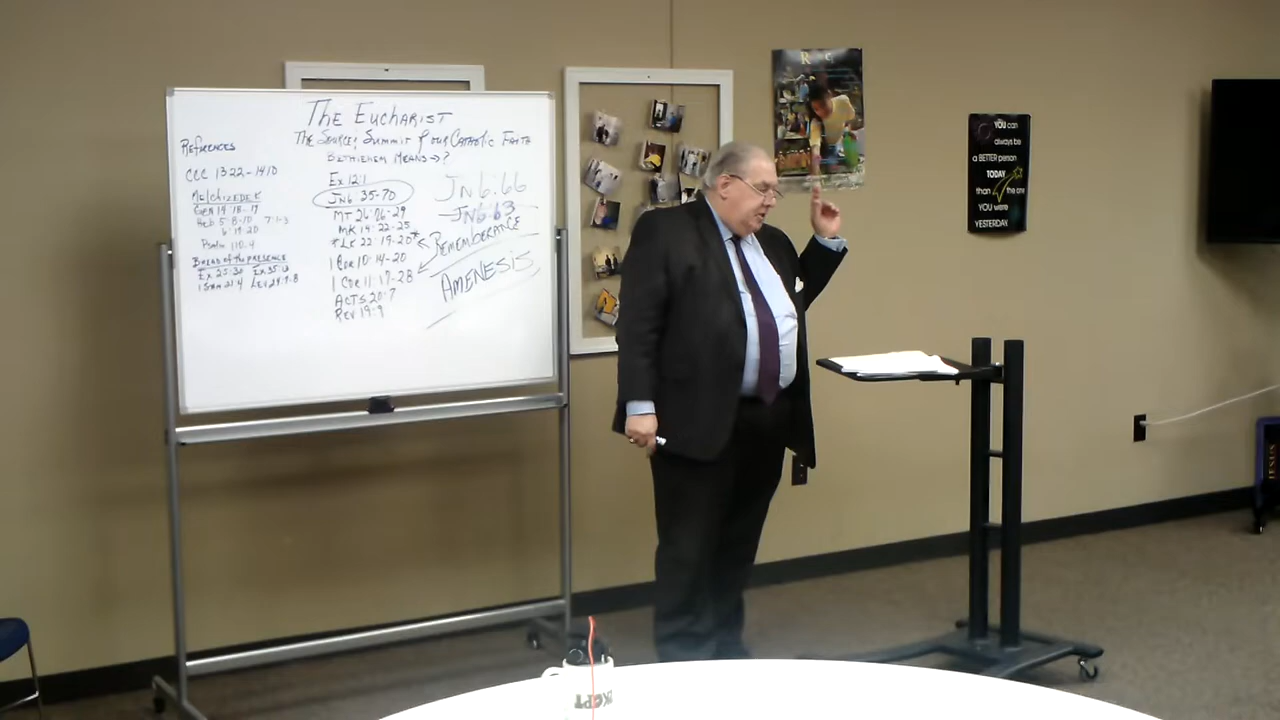 THE EUCHARIST
THE SOURCE & SUMMIT OF OUR CATHOLIC FAITH
BETHLEHEM MEANS → ?
REFERENCES
CCC 1322-1410
MELCHIZEDEK
GEN 14:18-19
HEB 5:8-10 7:1-3
6:19-20
PSALM 110:4
BREAD OF THE PRESENCE
EX 25:30 EX 35:13
1 SAM 21:4 LEV 24:7-8
EX 12:1
JN 6 35-70
MT 26:26-29
MK 14:22-25
*LK 22:19-20*
1 COR 10:14-20
1 COR 11:17-28
ACTS 20:7
REV 19:9
JN 6:66
JN 6:63
REMEMBERANCE
AMENESIS
R C
YOU can
always be
a BETTER person
TODAY
than the one
YOU were
YESTERDAY
JESUS